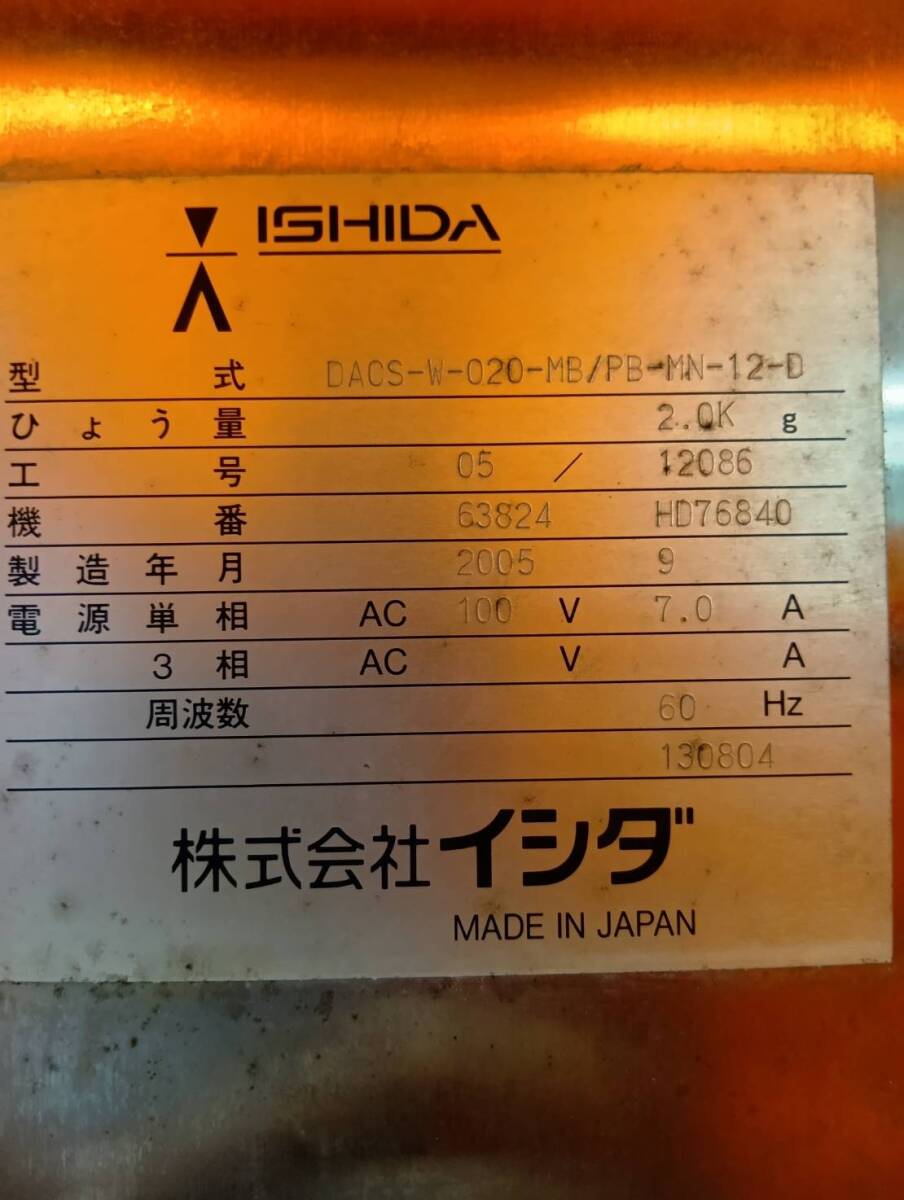 ISHIDA
型式 DACS-W-020-MB/PB-MN-12-D
ひょう量 2.0K g
工号 05 / 12086
機番 63824 HD76840
製造年月 2005 9
電源単相 AC 100 V 7.0 A
3相 AC V A
周波数 60 Hz
130804
株式会社イシダ
MADE IN JAPAN